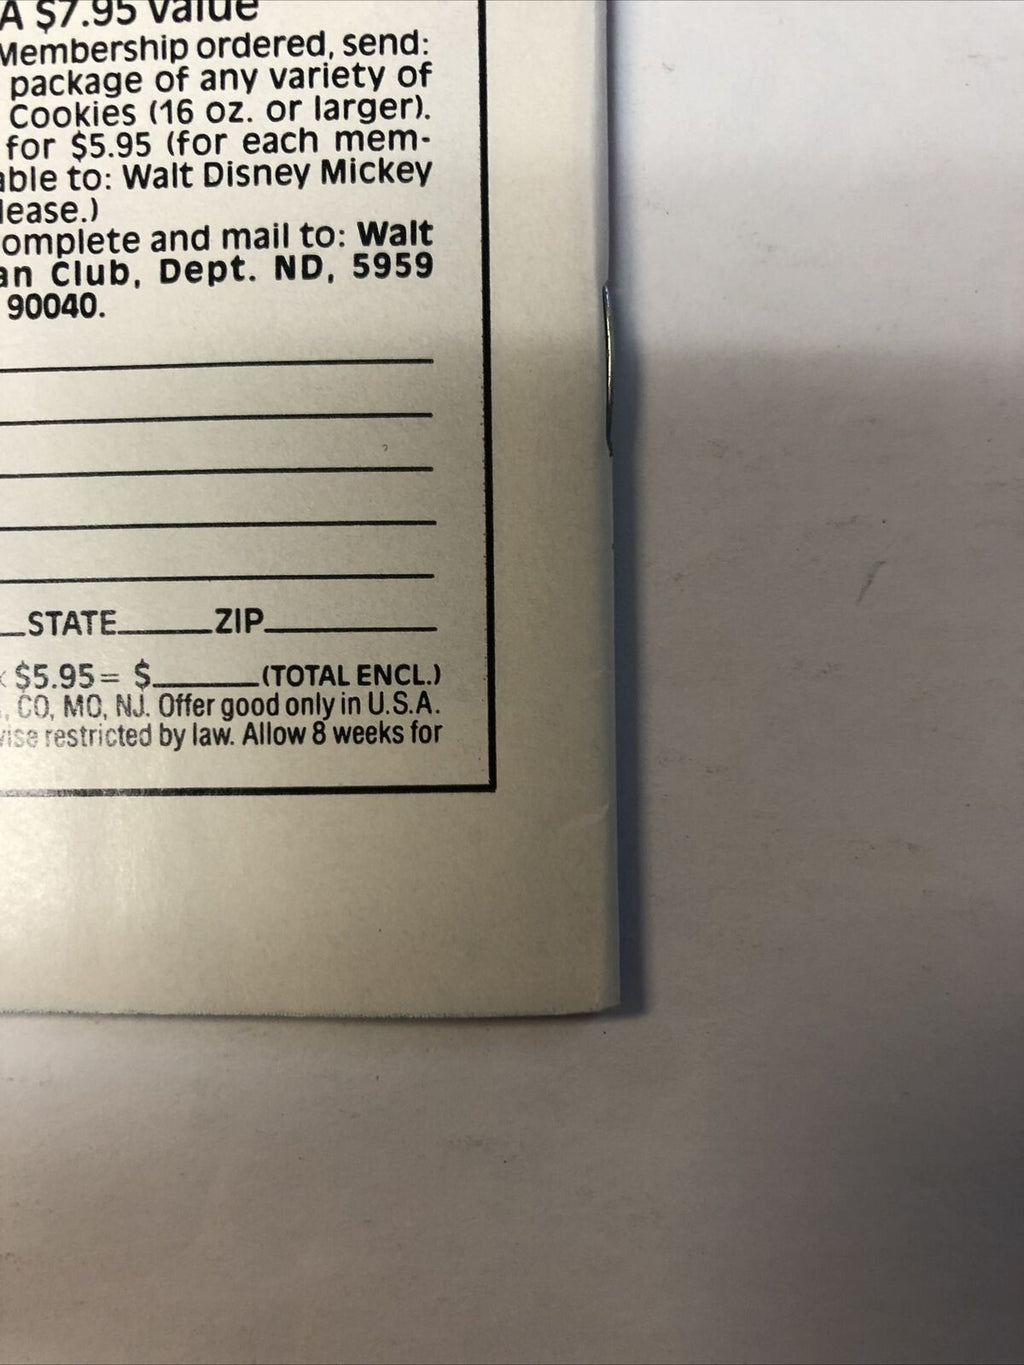 A $7.95 value
Membership ordered, send:
package of any variety of
Cookies (16 oz. or larger).
for $5.95 (for each mem-
able to: Walt Disney Mickey
lease.)
omplete and mail to: Walt
an Club, Dept. ND, 5959
90040.
STATE ZIP
x $5.95= $ (TOTAL ENCL.)
, CO, MO, NJ. Offer good only in U.S.A.
wise restricted by law. Allow 8 weeks for